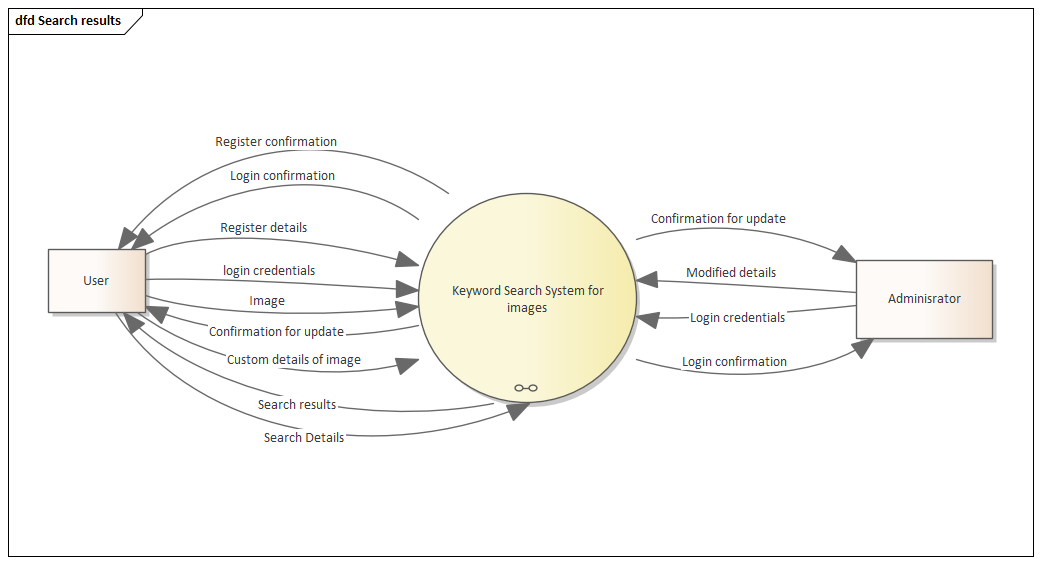 dfd Search results
Register confirmation
Login confirmation
Register details
login credentials
Image
Confirmation for update
Custom details of image
Search results
Search Details
User
Keyword Search System for
images
Confirmation for update
Modified details
Login credentials
Login confirmation
Adminisrator